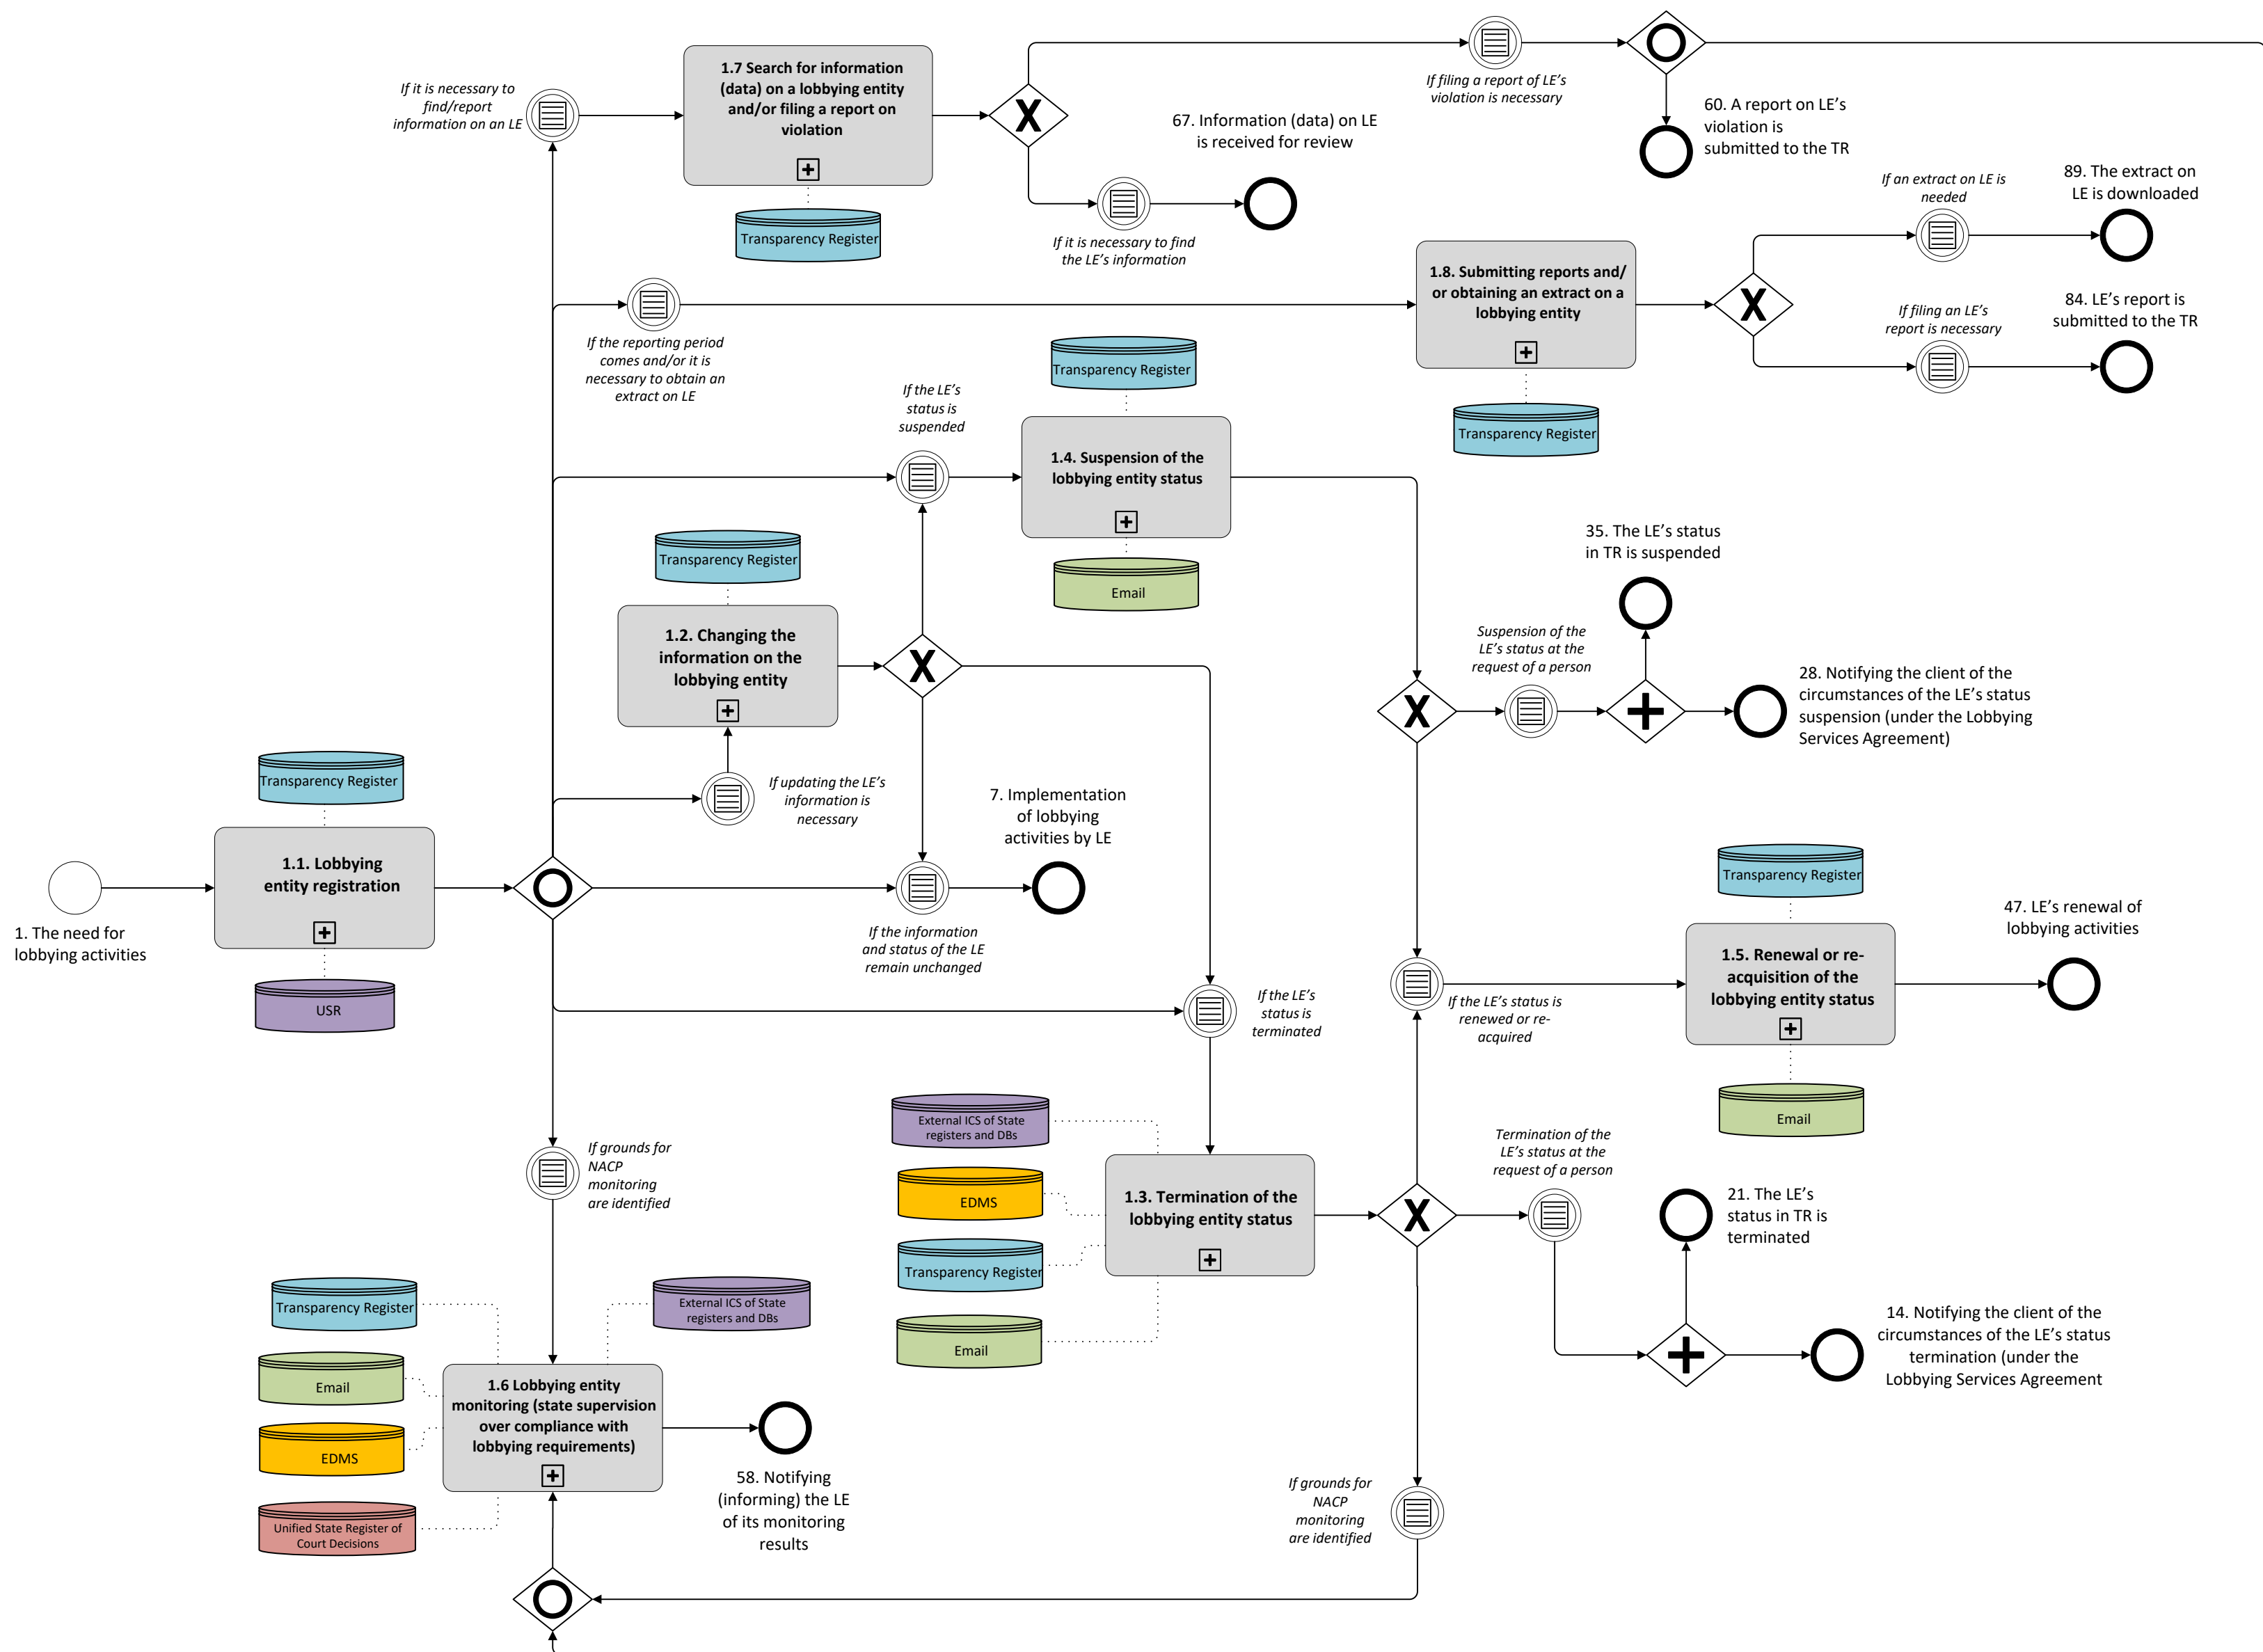 If it is necessary to
find/report
information on an LE
1.7 Search for information
(data) on a lobbying entity
and/or filing a report on
violation
Transparency Register
If filing a report of LE's
violation is necessary
60. A report on LE's
violation is
submitted to the TR
67. Information (data) on LE
is received for review
If it is necessary to find
the LE's information
If an extract on LE is
needed
89. The extract on
LE is downloaded
1.8. Submitting reports and/
or obtaining an extract on a
lobbying entity
Transparency Register
If filing an LE's
report is necessary
84. LE's report is
submitted to the TR
If the reporting period
comes and/or it is
necessary to obtain an
extract on LE
If the LE's
status is
suspended
Transparency Register
1.4. Suspension of the
lobbying entity status
Email
35. The LE's status
in TR is suspended
Suspension of the
LE's status at the
request of a person
28. Notifying the client of the
circumstances of the LE's status
suspension (under the Lobbying
Services Agreement)
Transparency Register
1.2. Changing the
information on the
lobbying entity
If updating the LE's
information is
necessary
7. Implementation
of lobbying
activities by LE
Transparency Register
1.1. Lobbying
entity registration
USR
1. The need for
lobbying activities
If the information
and status of the LE
remain unchanged
If the LE's
status is
terminated
If the LE's status is
renewed or re-
acquired
Transparency Register
1.5. Renewal or re-
acquisition of the
lobbying entity status
Email
47. LE's renewal of
lobbying activities
If grounds for
NACP
monitoring
are identified
External ICS of State
registers and DBs
EDMS
Transparency Register
Email
1.3. Termination of the
lobbying entity status
Termination of the
LE's status at the
request of a person
21. The LE's
status in TR is
terminated
14. Notifying the client of the
circumstances of the LE's status
termination (under the
Lobbying Services Agreement
Transparency Register
External ICS of State
registers and DBs
Email
EDMS
Unified State Register of
Court Decisions
1.6 Lobbying entity
monitoring (state supervision
over compliance with
lobbying requirements)
58. Notifying
(informing) the LE
of its monitoring
results
If grounds for
NACP
monitoring
are identified